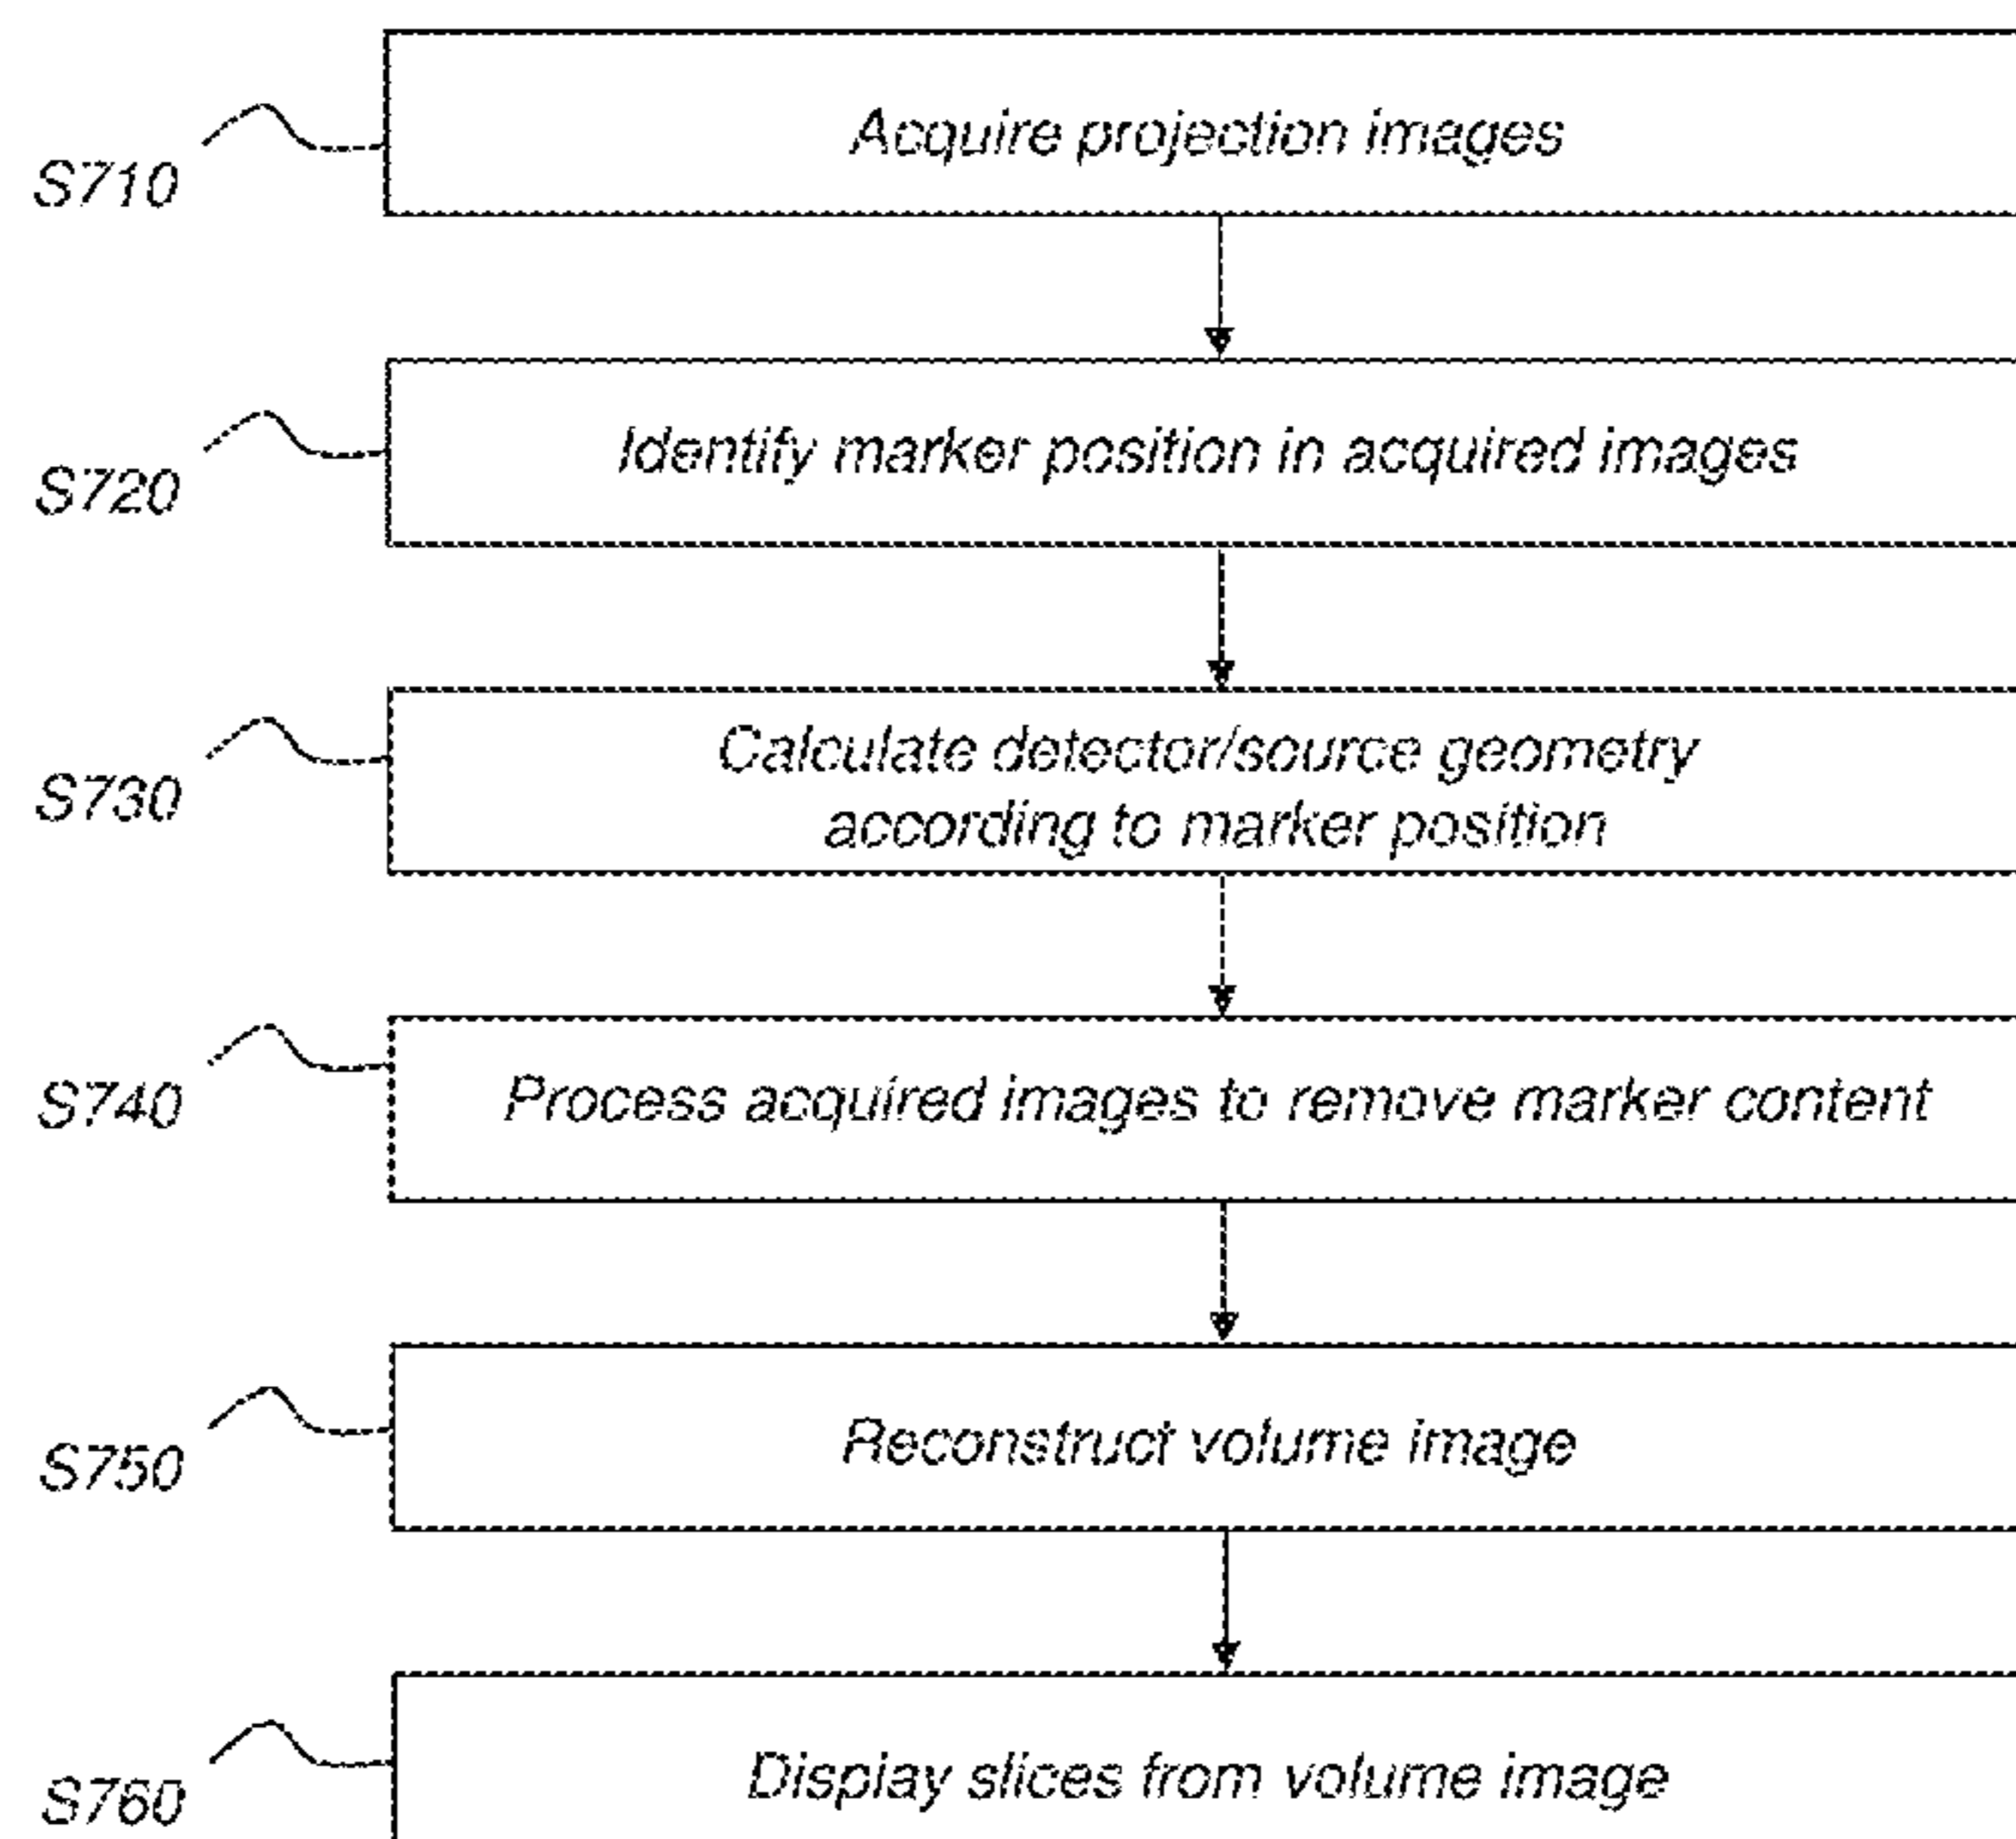 Acquire projection images
S710
Identify marker position in acquired images
S720
Calculate detector/source geometry
according to marker position
S730
Process acquired images to remove marker content
S740
Reconstruct volume image
S750
Display slices from volume image
S760